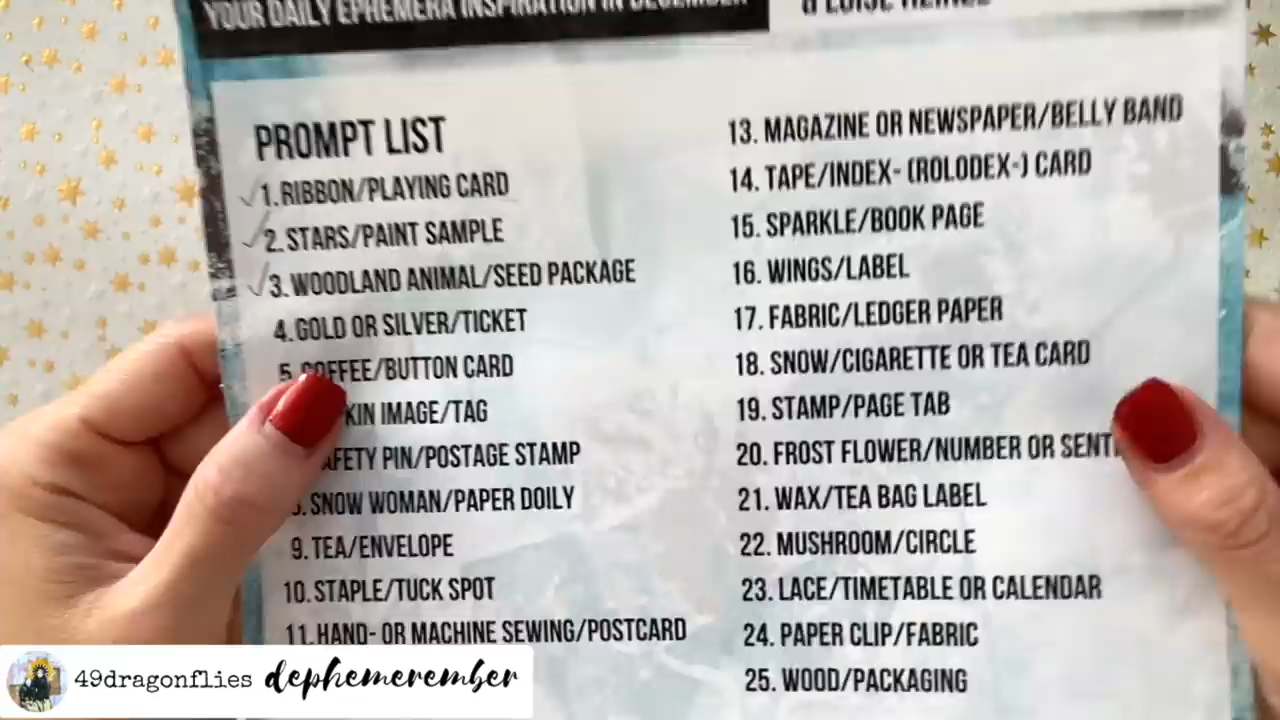 YOUR DAILY EPHEMERA INSPIRATION IN DECEMBER
PROMPT LIST
1. RIBBON/PLAYING CARD
2. STARS/PAINT SAMPLE
3. WOODLAND ANIMAL/SEED PACKAGE
4. GOLD OR SILVER/TICKET
5. COFFEE/BUTTON CARD
KIN IMAGE/TAG
AFETY PIN/POSTAGE STAMP
. SNOW WOMAN/PAPER DOILY
9. TEA/ENVELOPE
10. STAPLE/TUCK SPOT
11. HAND- OR MACHINE SEWING/POSTCARD
13. MAGAZINE OR NEWSPAPER/BELLY BAND
14. TAPE/INDEX- (ROLODEX-) CARD
15. SPARKLE/BOOK PAGE
16. WINGS/LABEL
17. FABRIC/LEDGER PAPER
18. SNOW/CIGARETTE OR TEA CARD
19. STAMP/PAGE TAB
20. FROST FLOWER/NUMBER OR SENTI
21. WAX/TEA BAG LABEL
22. MUSHROOM/CIRCLE
23. LACE/TIMETABLE OR CALENDAR
24. PAPER CLIP/FABRIC
25. WOOD/PACKAGING
49dragonflies dephemerember